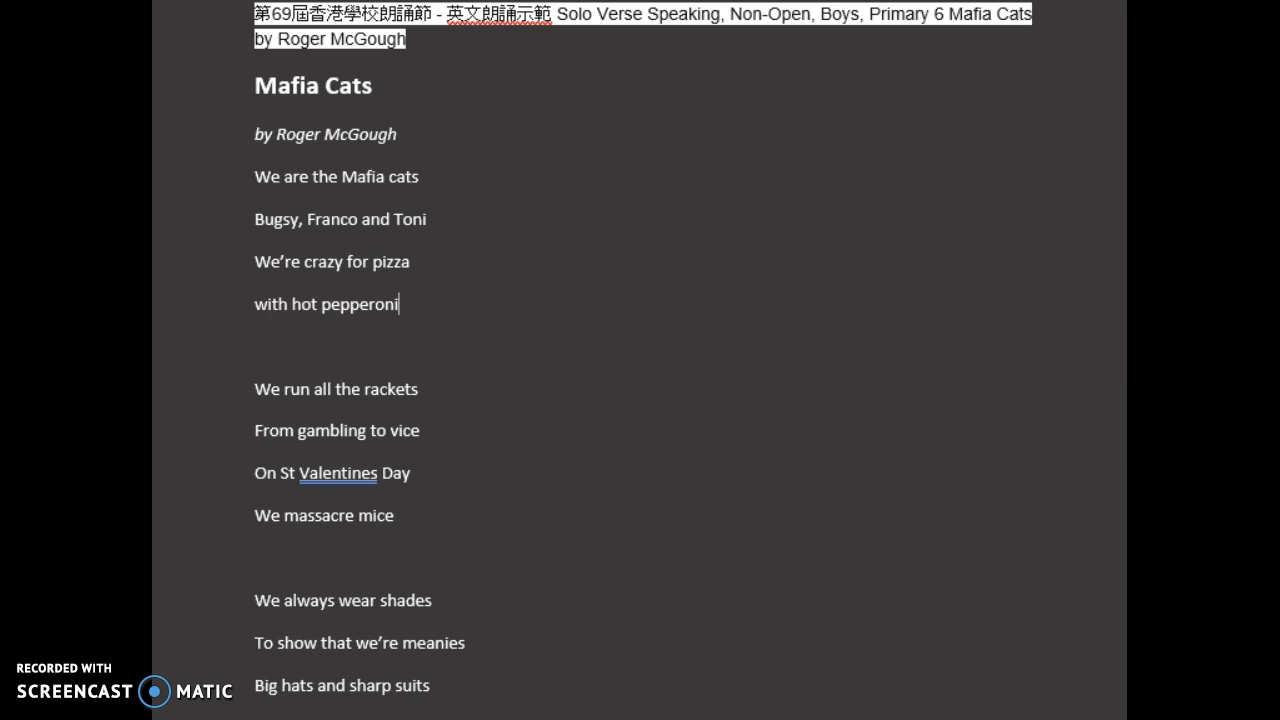 第69屆香港學校朗誦節 - 英文朗誦示範 Solo Verse Speaking, Non-Open, Boys, Primary 6 Mafia Cats
by Roger McGough
Mafia Cats
by Roger McGough
We are the Mafia cats
Bugsy, Franco and Toni
We’re crazy for pizza
with hot pepperoni
We run all the rackets
From gambling to vice
On St Valentines Day
We massacre mice
We always wear shades
To show that we’re meanies
Big hats and sharp suits
RECORDED WITH
SCREENCAST MATIC